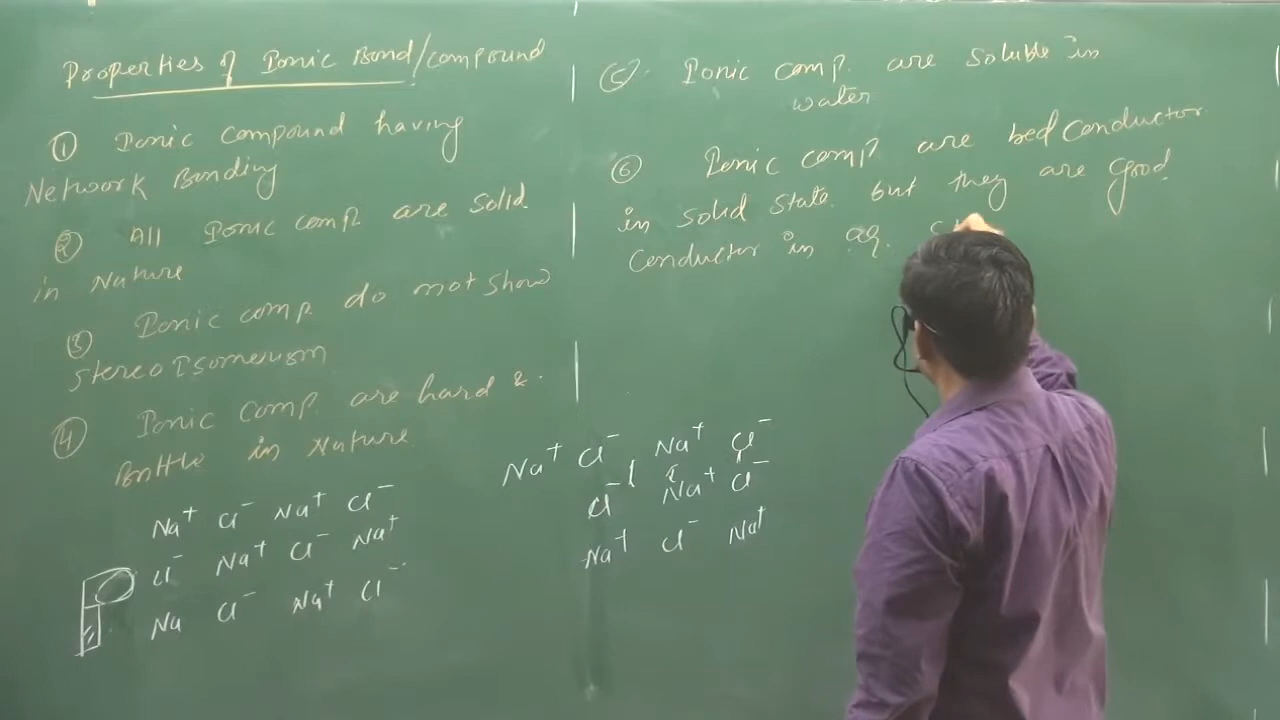 Properties of Ionic Bond/compound
① Ionic compound having
Network Bonding
② All Ionic comp. are solid
in Nature
③ Ionic comp. do not show
stereo Isomerism
④ Ionic comp. are hard &
Brittle in Nature
Na⁺ Cl⁻ Na⁺ Cl⁻
Cl⁻ Na⁺ Cl⁻ Na⁺
Na Cl⁻ Na⁺ Cl⁻
⑤ Ionic comp. are soluble in
water
⑥ Ionic comp. are bed conductor
in solid state but they are good
conductor in aq.
Na⁺ Cl⁻ Na⁺ Cl⁻
Cl⁻ Na⁺ Cl⁻
Na⁺ Cl⁻ Na⁺